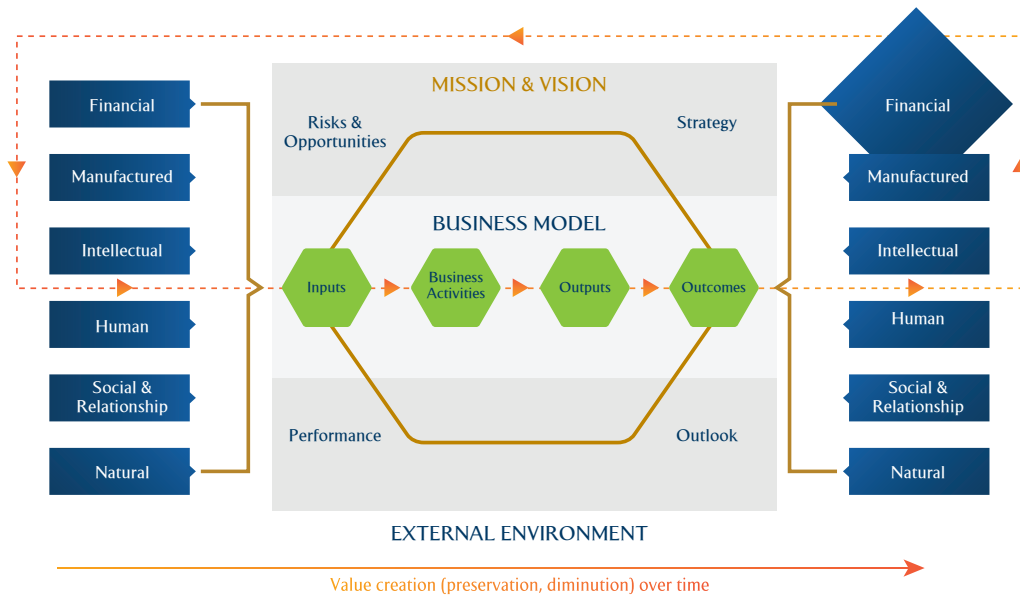 MISSION & VISION
Financial
Manufactured
Intellectual
Human
Social &
Relationship
Natural
Risks &
Opportunities
Strategy
BUSINESS MODEL
Inputs
Business
Activities
Outputs
Outcomes
Performance
Outlook
Financial
Manufactured
Intellectual
Human
Social &
Relationship
Natural
EXTERNAL ENVIRONMENT
Value creation (preservation, diminution) over time